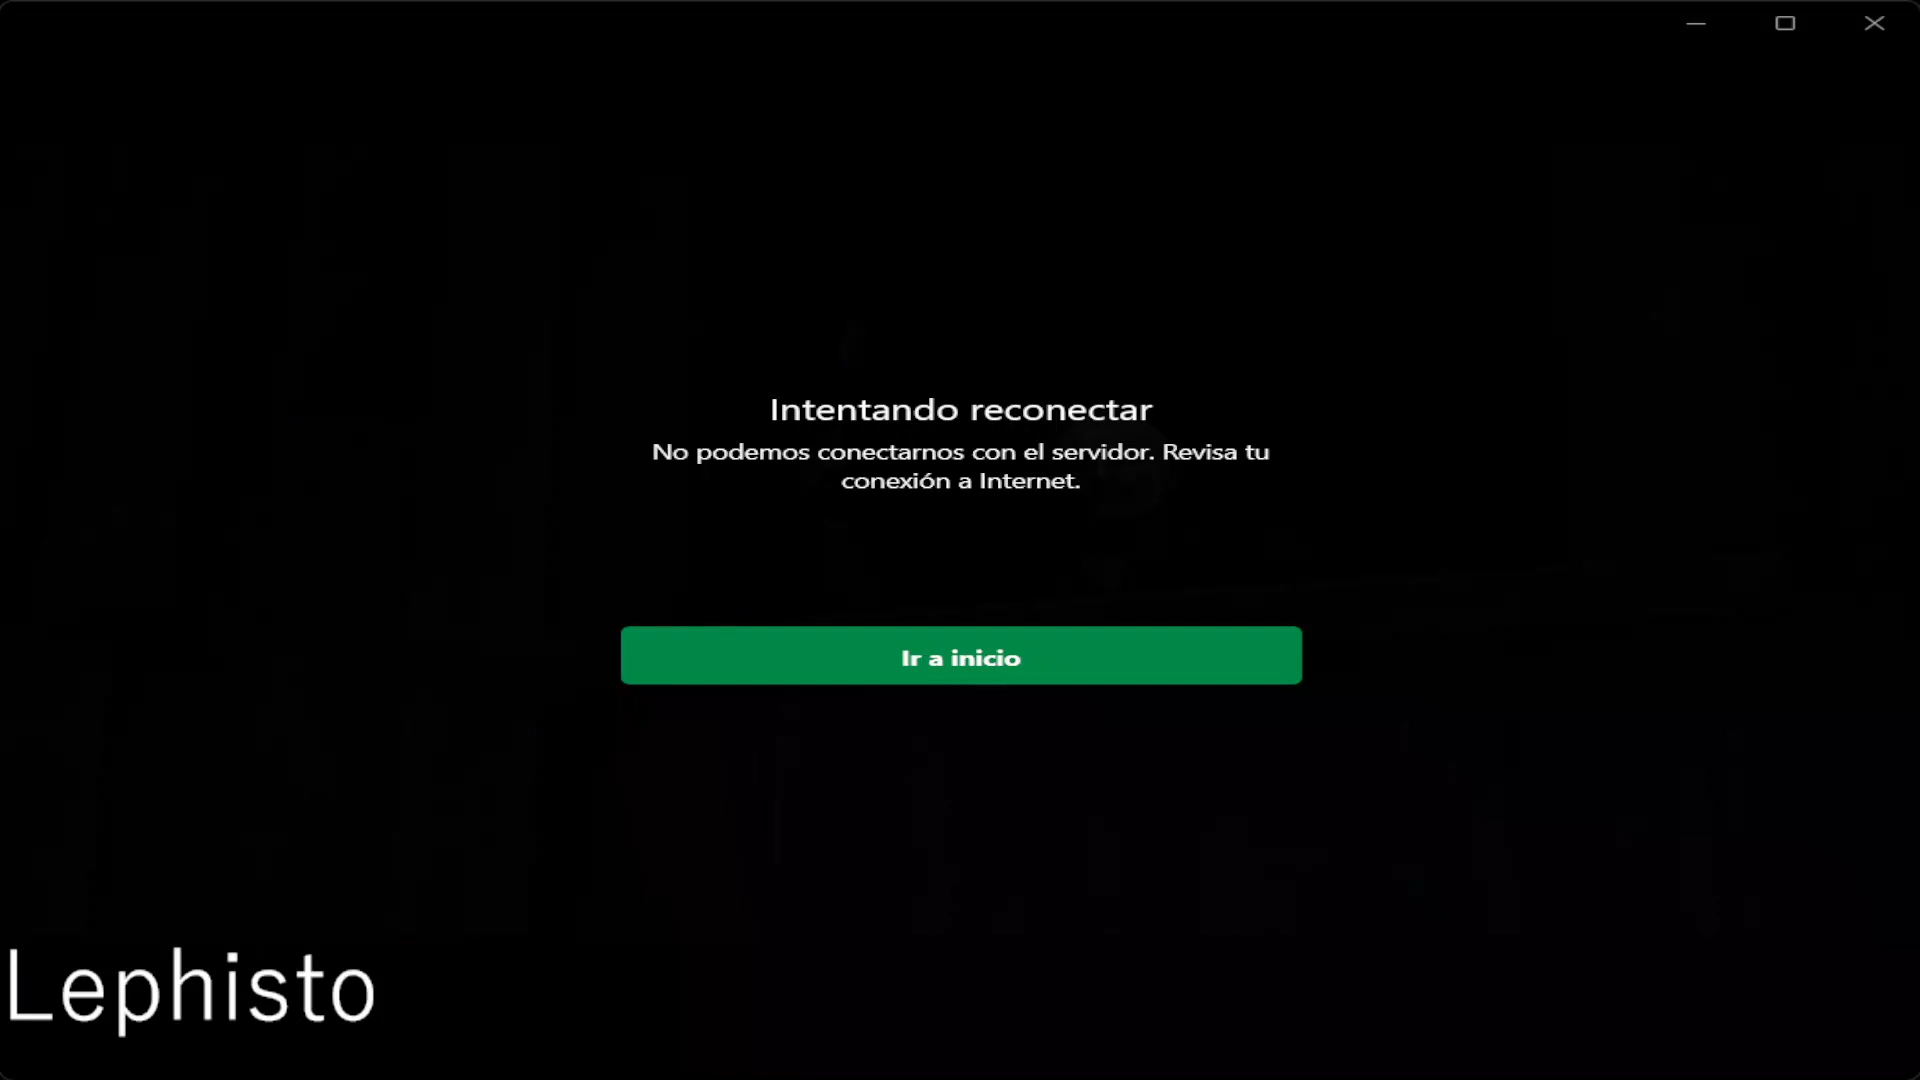 Intentando reconectar
No podemos conectarnos con el servidor. Revisa tu
conexión a Internet.
Ir a inicio
Lephisto